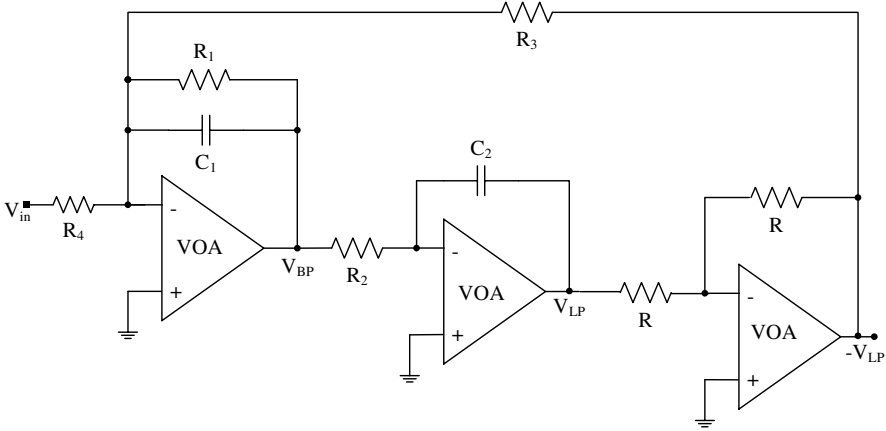 R₃
R₁
C₁
C₂
Vin
R₄
-
VOA
+
VBP
R₂
-
VOA
+
VLP
R
R
-
VOA
+
-VLP